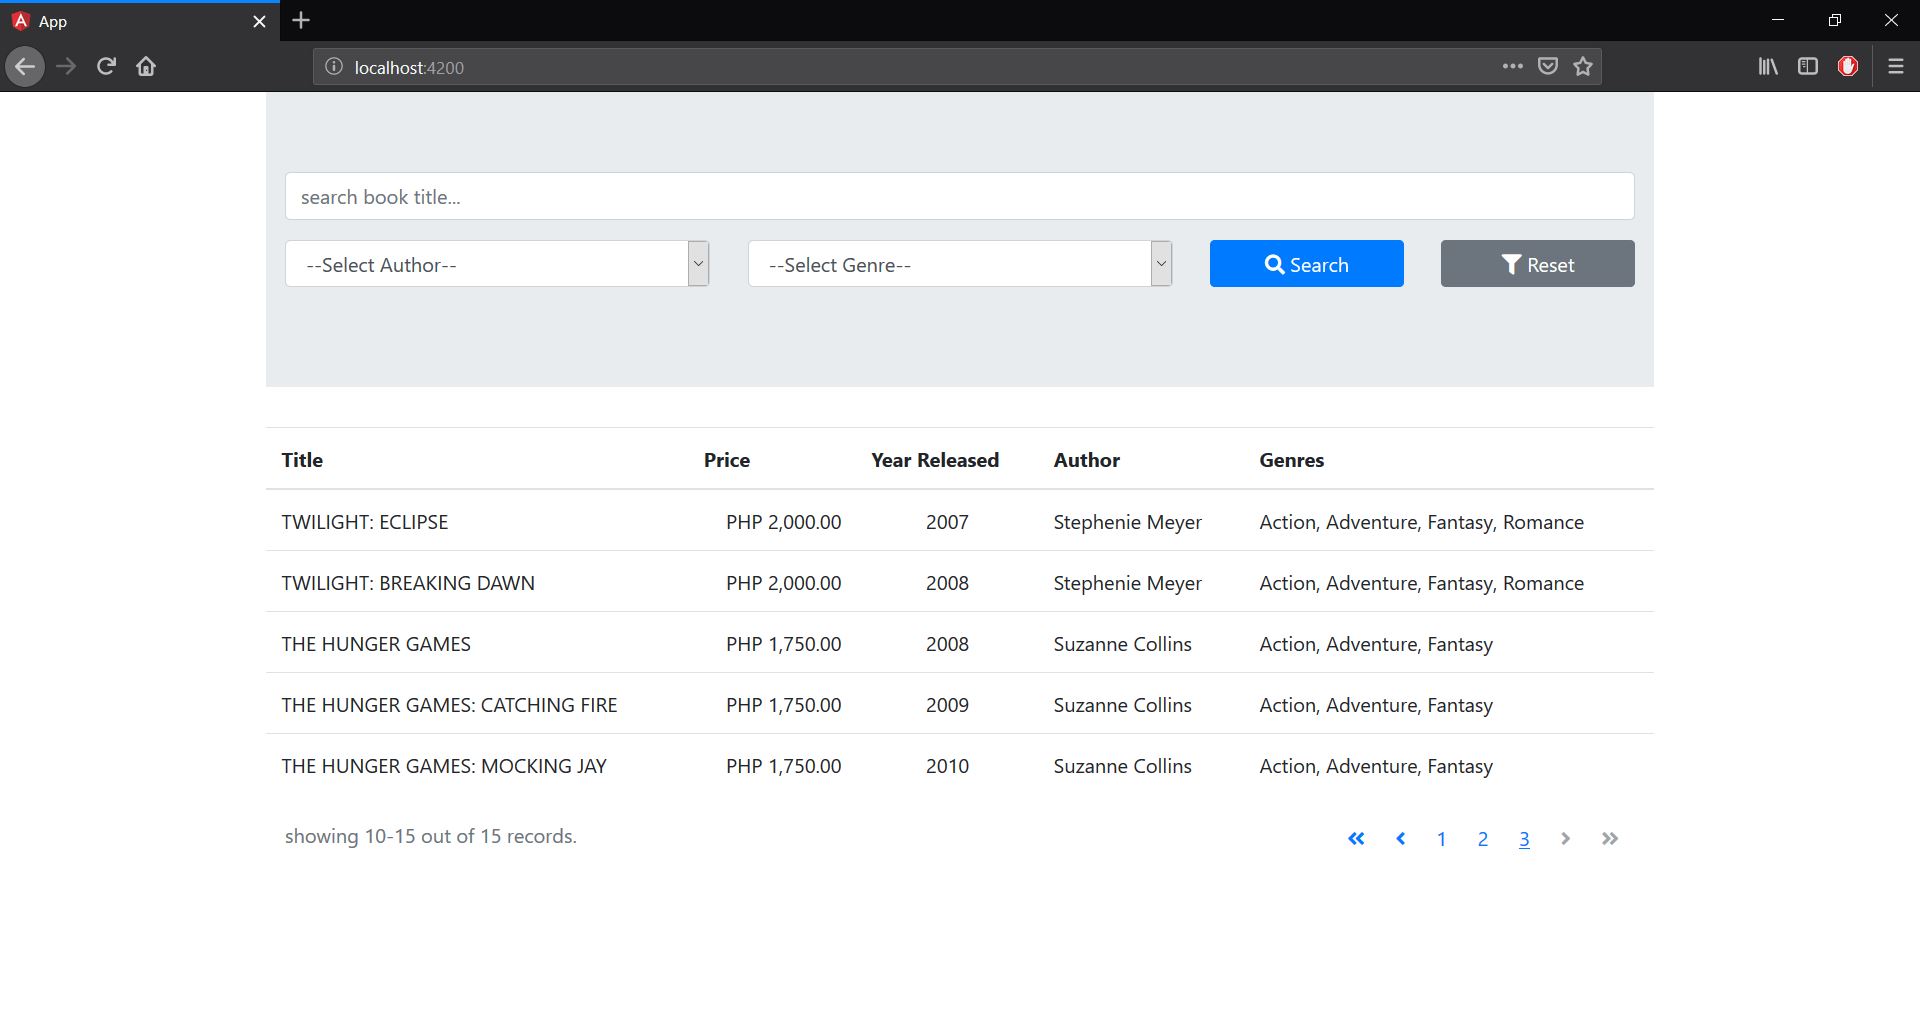 App
localhost:4200
search book title...
--Select Author-- --Select Genre-- Search Reset
Title Price Year Released Author Genres
TWILIGHT: ECLIPSE PHP 2,000.00 2007 Stephenie Meyer Action, Adventure, Fantasy, Romance
TWILIGHT: BREAKING DAWN PHP 2,000.00 2008 Stephenie Meyer Action, Adventure, Fantasy, Romance
THE HUNGER GAMES PHP 1,750.00 2008 Suzanne Collins Action, Adventure, Fantasy
THE HUNGER GAMES: CATCHING FIRE PHP 1,750.00 2009 Suzanne Collins Action, Adventure, Fantasy
THE HUNGER GAMES: MOCKING JAY PHP 1,750.00 2010 Suzanne Collins Action, Adventure, Fantasy
showing 10-15 out of 15 records. « ‹ 1 2 3 › »